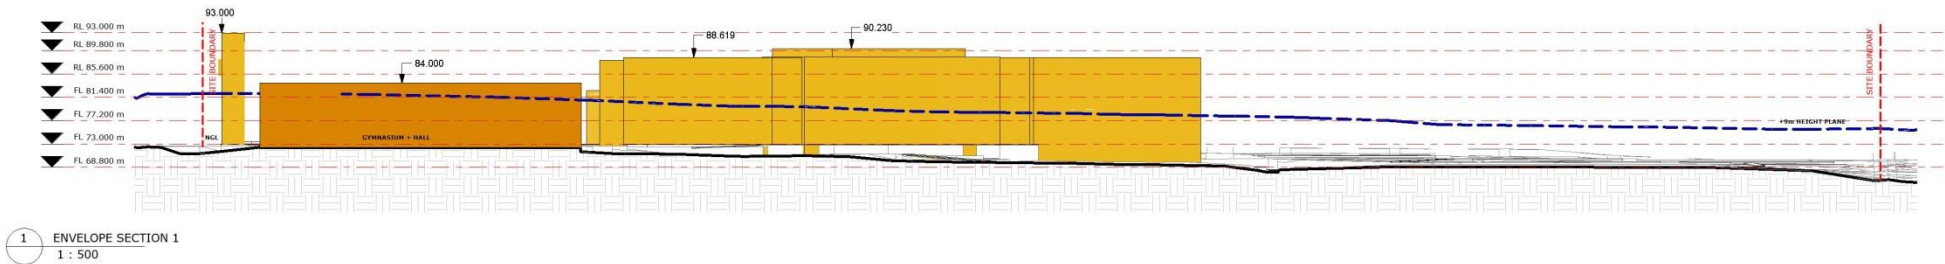 93.000
RL 93.000 m
RL 89.800 m
RL 85.600 m
FL 81.400 m
FL 77.200 m
FL 73.000 m
FL 68.800 m
SITE BOUNDARY
NGL
84.000
GYMNASIUM + HALL
88.619
90.230
+9m HEIGHT PLANE
SITE BOUNDARY
1
ENVELOPE SECTION 1
1 : 500